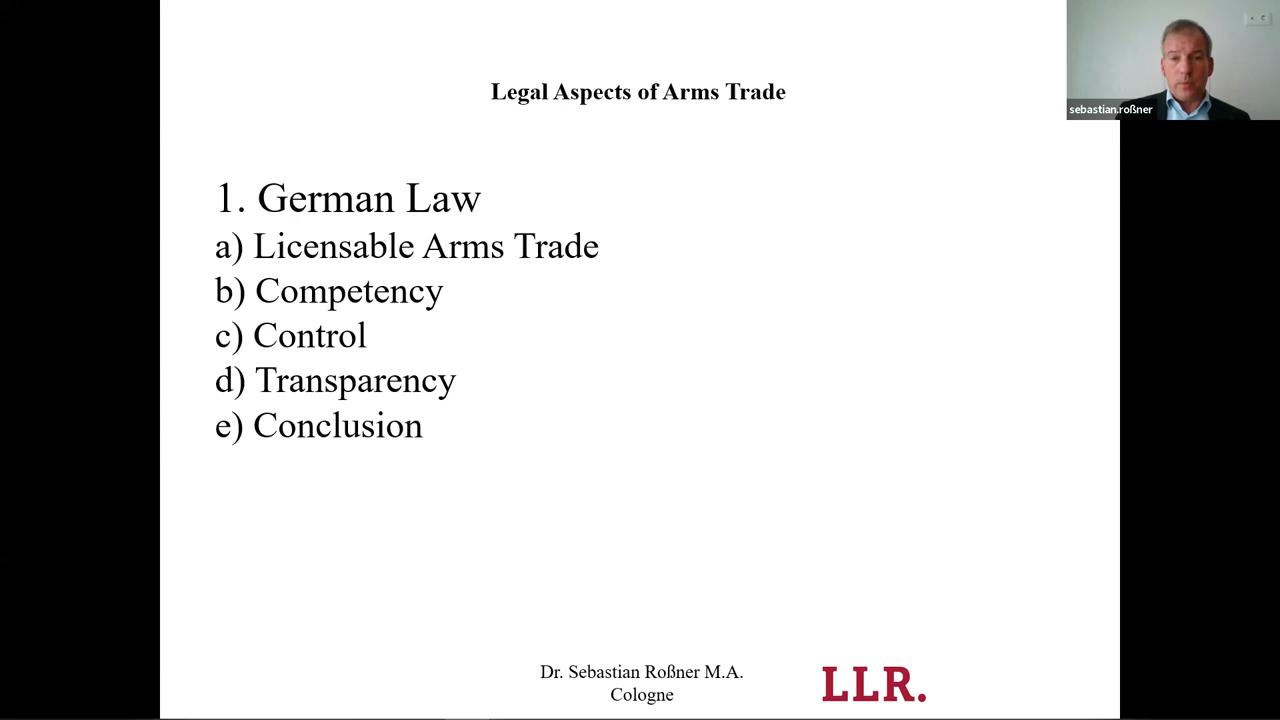 Legal Aspects of Arms Trade
sebastian.roßner
1. German Law
a) Licensable Arms Trade
b) Competency
c) Control
d) Transparency
e) Conclusion
Dr. Sebastian Roßner M.A.
Cologne
LLR.